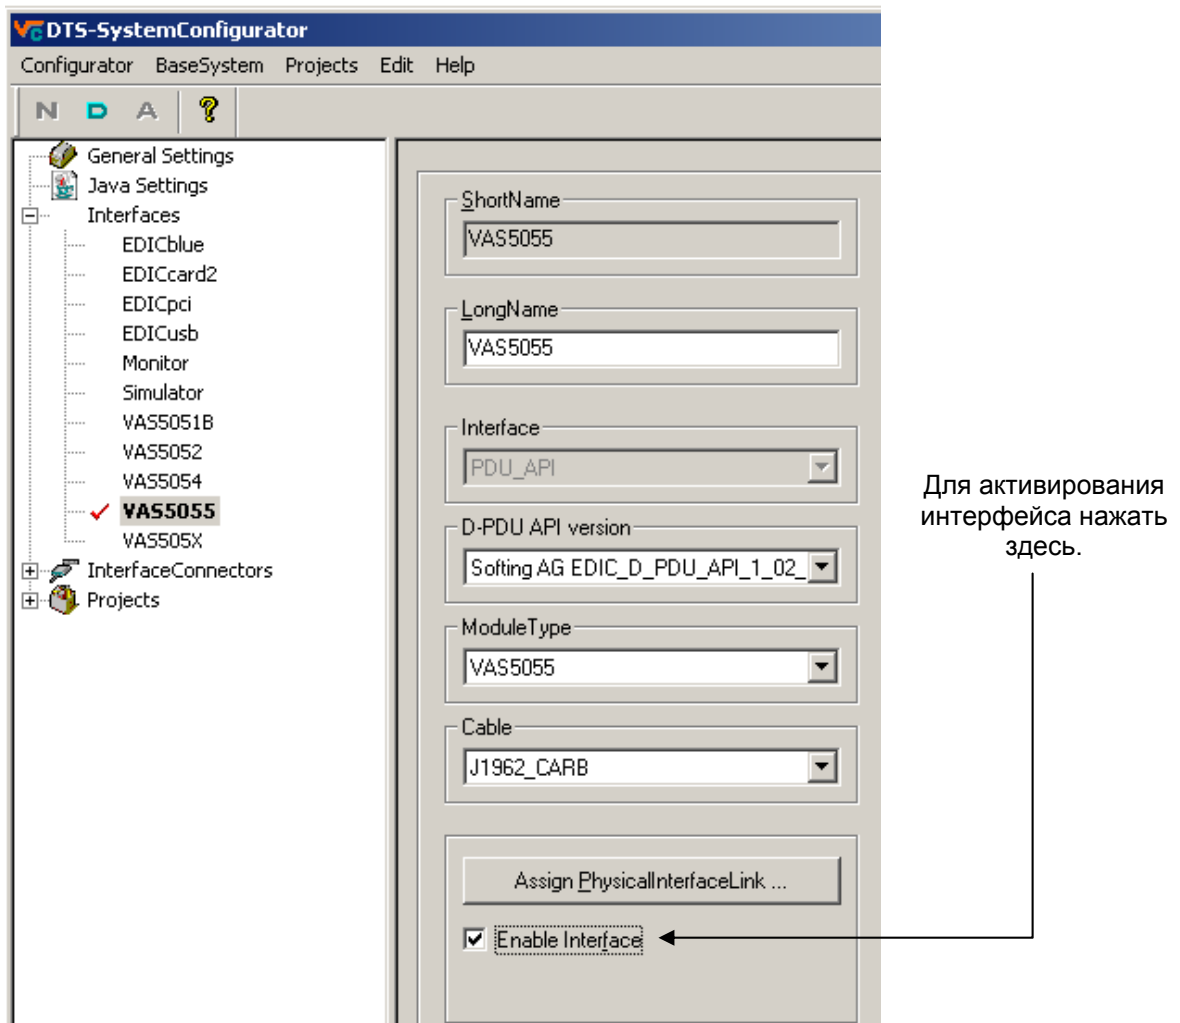 DTS-SystemConfigurator
Configurator BaseSystem Projects Edit Help
N D A ?
General Settings
Java Settings
Interfaces
EDICblue
EDICcard2
EDICpci
EDICusb
Monitor
Simulator
VAS5051B
VAS5052
VAS5054
VAS5055
VAS505X
InterfaceConnectors
Projects
ShortName
VAS5055
LongName
VAS5055
Interface
PDU_API
D-PDU API version
Softing AG EDIC_D_PDU_API_1_02_
ModuleType
VAS5055
Cable
J1962_CARB
Assign PhysicalInterfaceLink ...
Enable Interface
Для активирования
интерфейса нажать
здесь.